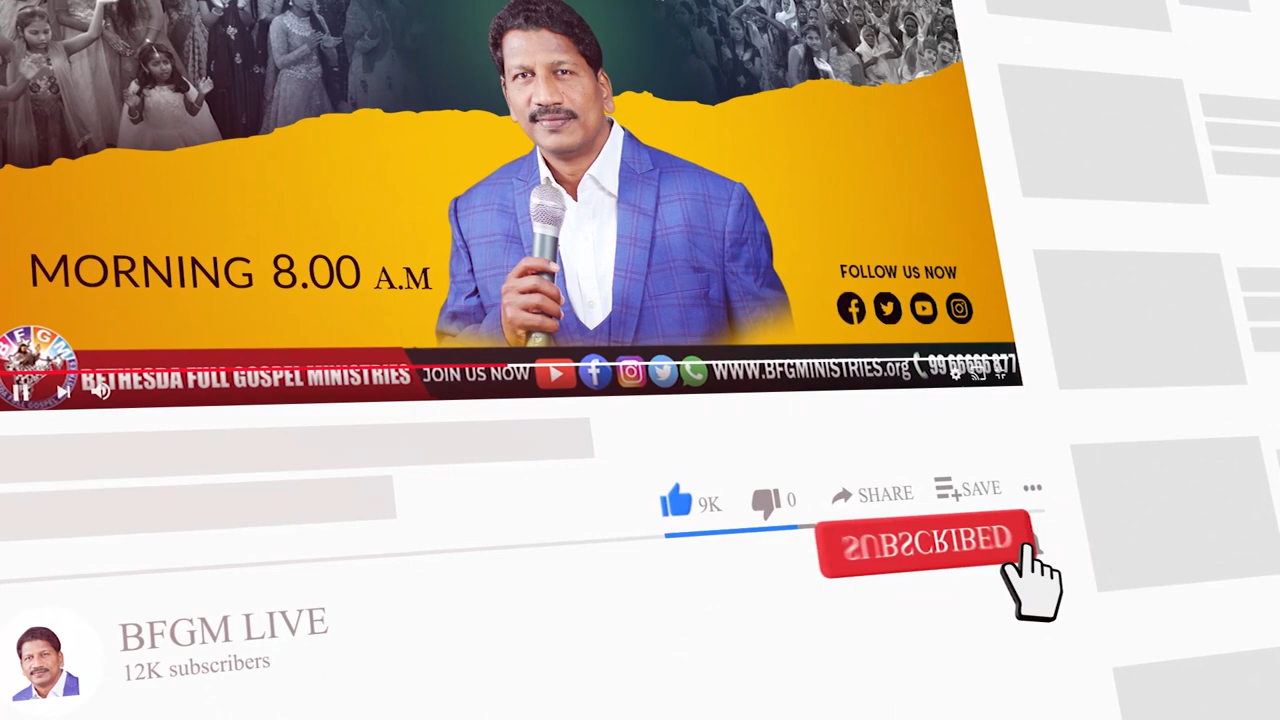 MORNING 8.00 A.M
FOLLOW US NOW
BFGM
BETHESDA FULL GOSPEL MINISTRIES
JOIN US NOW
WWW.BFGMINISTRIES.org
9K
0
SHARE
SAVE
SUBSCRIBED
BFGM LIVE
12K subscribers